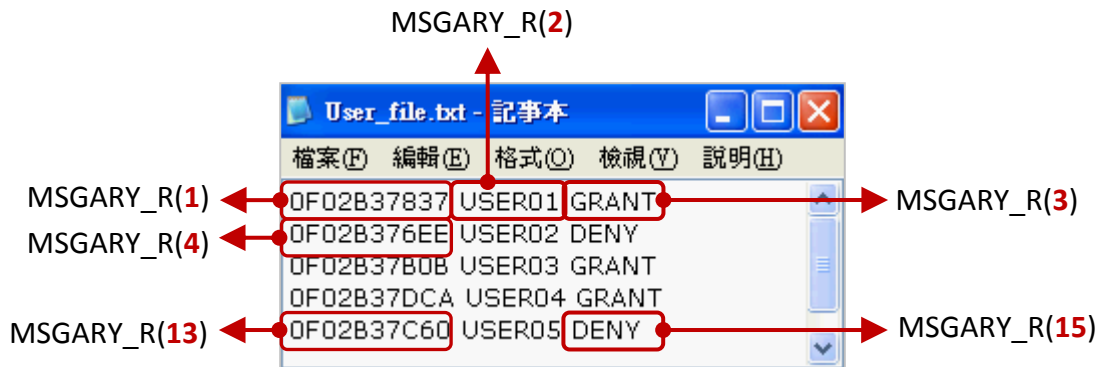 MSGARY_R(2)
User_file.txt - 記事本
檔案(F) 編輯(E) 格式(O) 檢視(V) 說明(H)
MSGARY_R(1) 0F02B37837 USER01 GRANT MSGARY_R(3)
MSGARY_R(4) 0F02B376EE USER02 DENY
0F02B37B0B USER03 GRANT
0F02B37DCA USER04 GRANT
MSGARY_R(13) 0F02B37C60 USER05 DENY MSGARY_R(15)